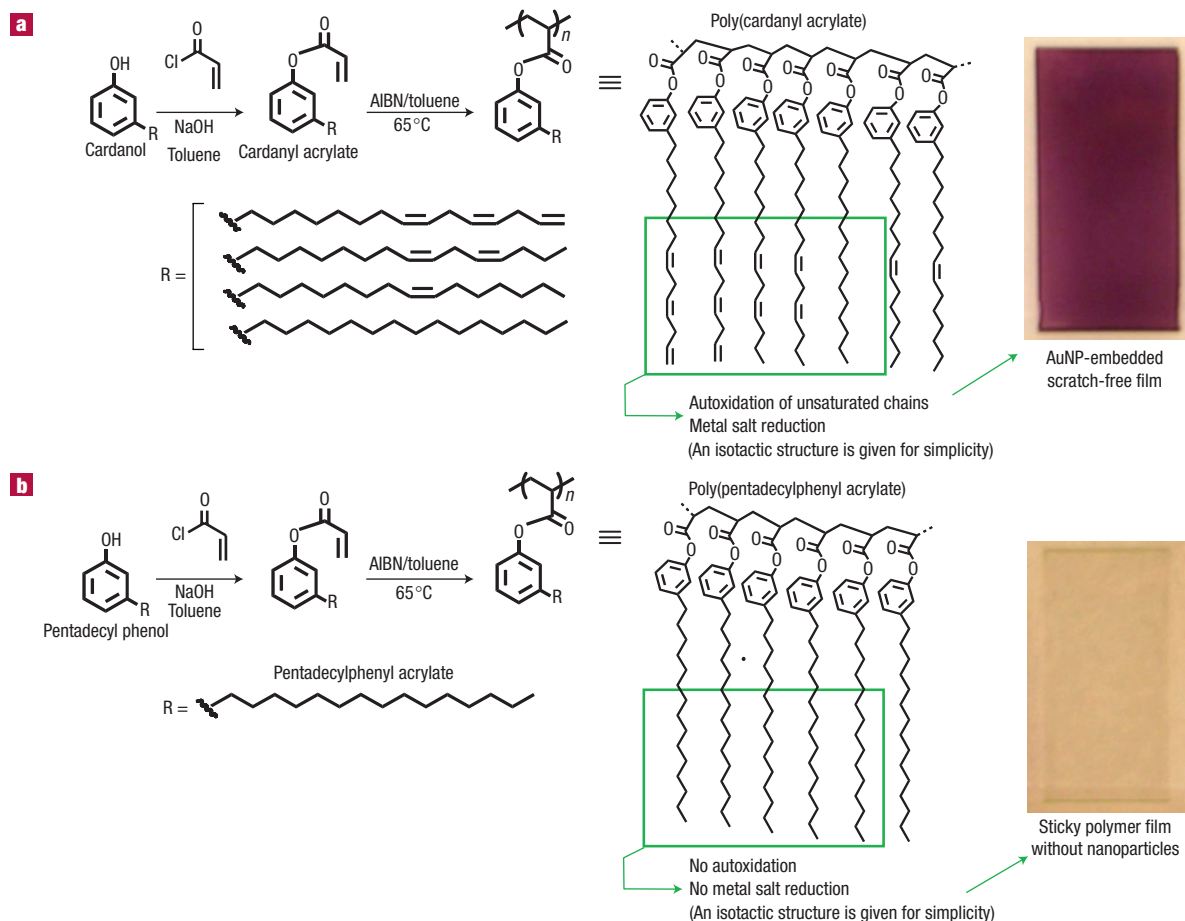 a
Poly(cardanyl acrylate)
O
Cl
OH
R
Cardanol
NaOH
Toluene
O
O
R
Cardanyl acrylate
AIBN/toluene
65°C
n
O
O
R
≡
O
O
O
O
O
O
O
O
O
O
O
O
O
O
R =
AuNP-embedded
scratch-free film
Autoxidation of unsaturated chains
Metal salt reduction
(An isotactic structure is given for simplicity)
b
Poly(pentadecylphenyl acrylate)
O
Cl
OH
R
Pentadecyl phenol
NaOH
Toluene
O
O
R
AIBN/toluene
65°C
n
O
O
R
≡
O
O
O
O
O
O
O
O
O
O
O
O
Pentadecylphenyl acrylate
R =
Sticky polymer film
without nanoparticles
No autoxidation
No metal salt reduction
(An isotactic structure is given for simplicity)